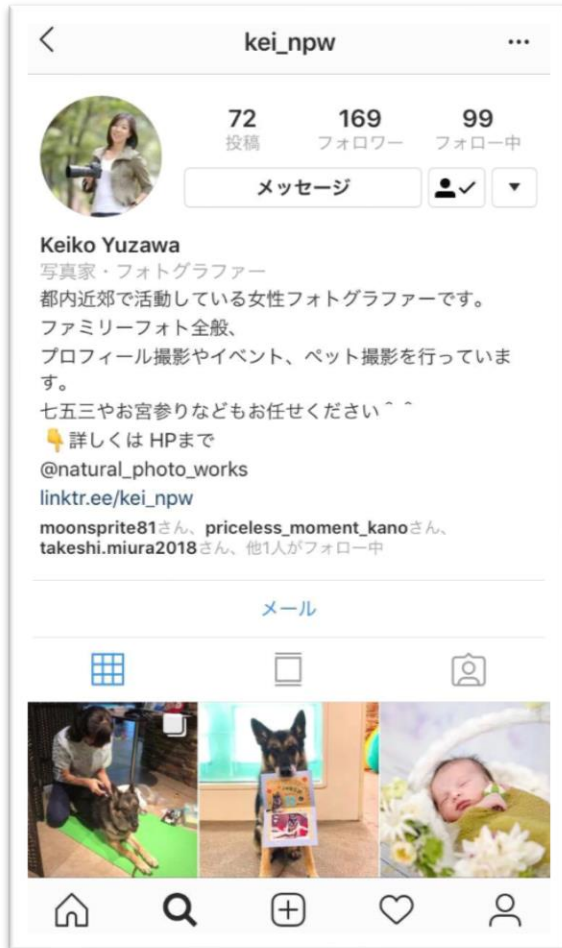 kei_npw
72 169 99
投稿 フォロワー フォロー中
メッセージ
Keiko Yuzawa
写真家・フォトグラファー
都内近郊で活動している女性フォトグラファーです。
ファミリーフォト全般、
プロフィール撮影やイベント、ペット撮影を行っていま
す。
七五三やお宮参りなどもお任せください＾＾
👇詳しくは HPまで
@natural_photo_works
linktr.ee/kei_npw
moonsprite81さん、priceless_moment_kanoさん、
takeshi.miura2018さん、他1人がフォロー中
メール